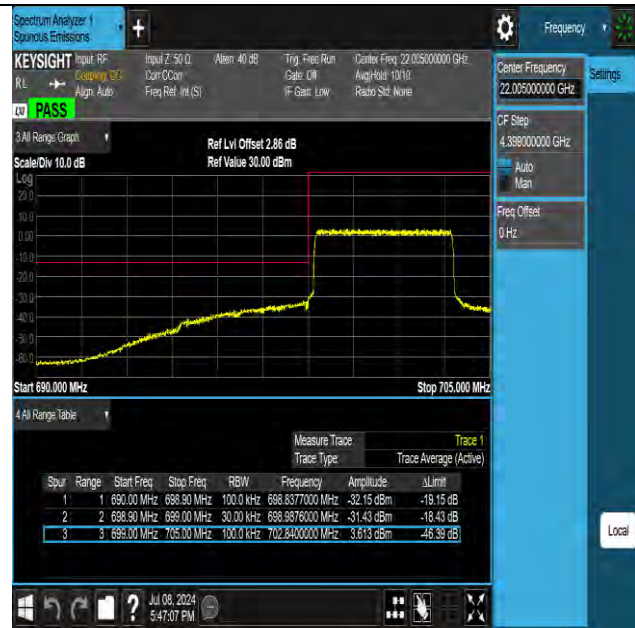 Spectrum Analyzer 1
Spurious Emissions
Frequency
KEYSIGHT Input: RF Input Z: 50 Ω Atten: 40 dB Trig: Free Run Center Freq: 22.005000000 GHz
RL Coupling: DC Corr CCorr Gate: Off Avg|Hold: 10/10
Align: Auto Freq Ref: Int (S) IF Gain: Low Radio Std: None
LXI PASS
Center Frequency
22.005000000 GHz
Settings
CF Step
4.399000000 GHz
Auto
Man
Freq Offset
0 Hz
3 All Range Graph
Ref Lvl Offset 2.86 dB
Scale/Div 10.0 dB Ref Value 30.00 dBm
Log
20.0
10.0
0.00
-10.0
-20.0
-30.0
-40.0
-50.0
-60.0
Start 690.000 MHz Stop 705.000 MHz
4 All Range Table
Measure Trace Trace 1
Trace Type Trace Average (Active)
Spur Range Start Freq Stop Freq RBW Frequency Amplitude ΔLimit
1 1 690.00 MHz 698.90 MHz 100.0 kHz 698.8377000 MHz -32.15 dBm -19.15 dB
2 2 698.90 MHz 699.00 MHz 30.00 kHz 698.9876000 MHz -31.43 dBm -18.43 dB
3 3 699.00 MHz 705.00 MHz 100.0 kHz 702.8400000 MHz 3.613 dBm -46.39 dB
Local
? Jul 08, 2024
5:47:07 PM